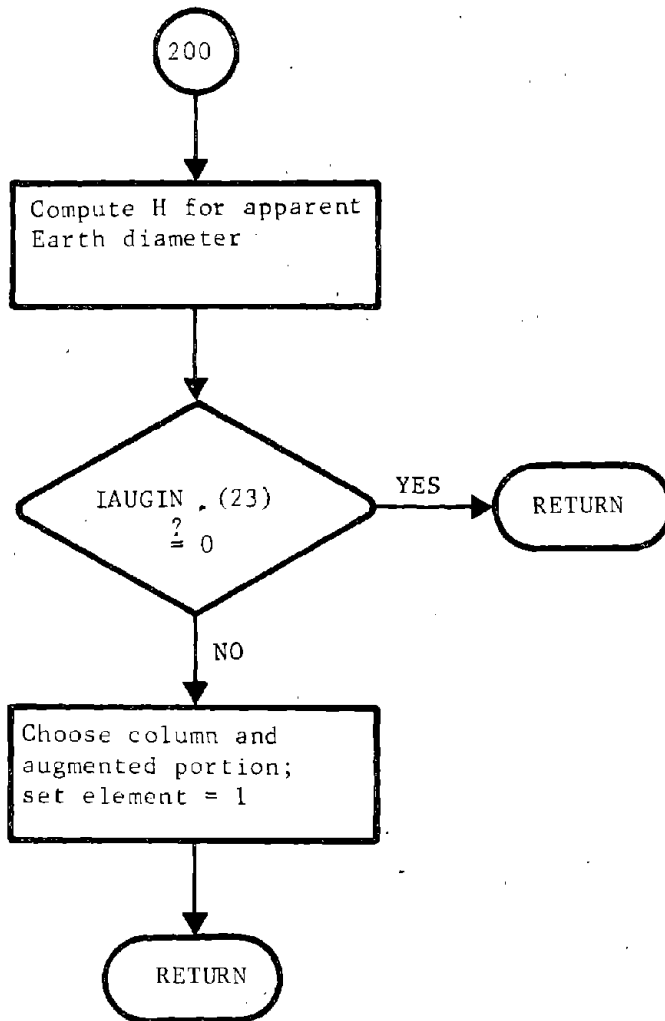 200
Compute H for apparent
Earth diameter
IAUGIN . (23)
?
= 0
YES
RETURN
NO
Choose column and
augmented portion;
set element = 1
RETURN